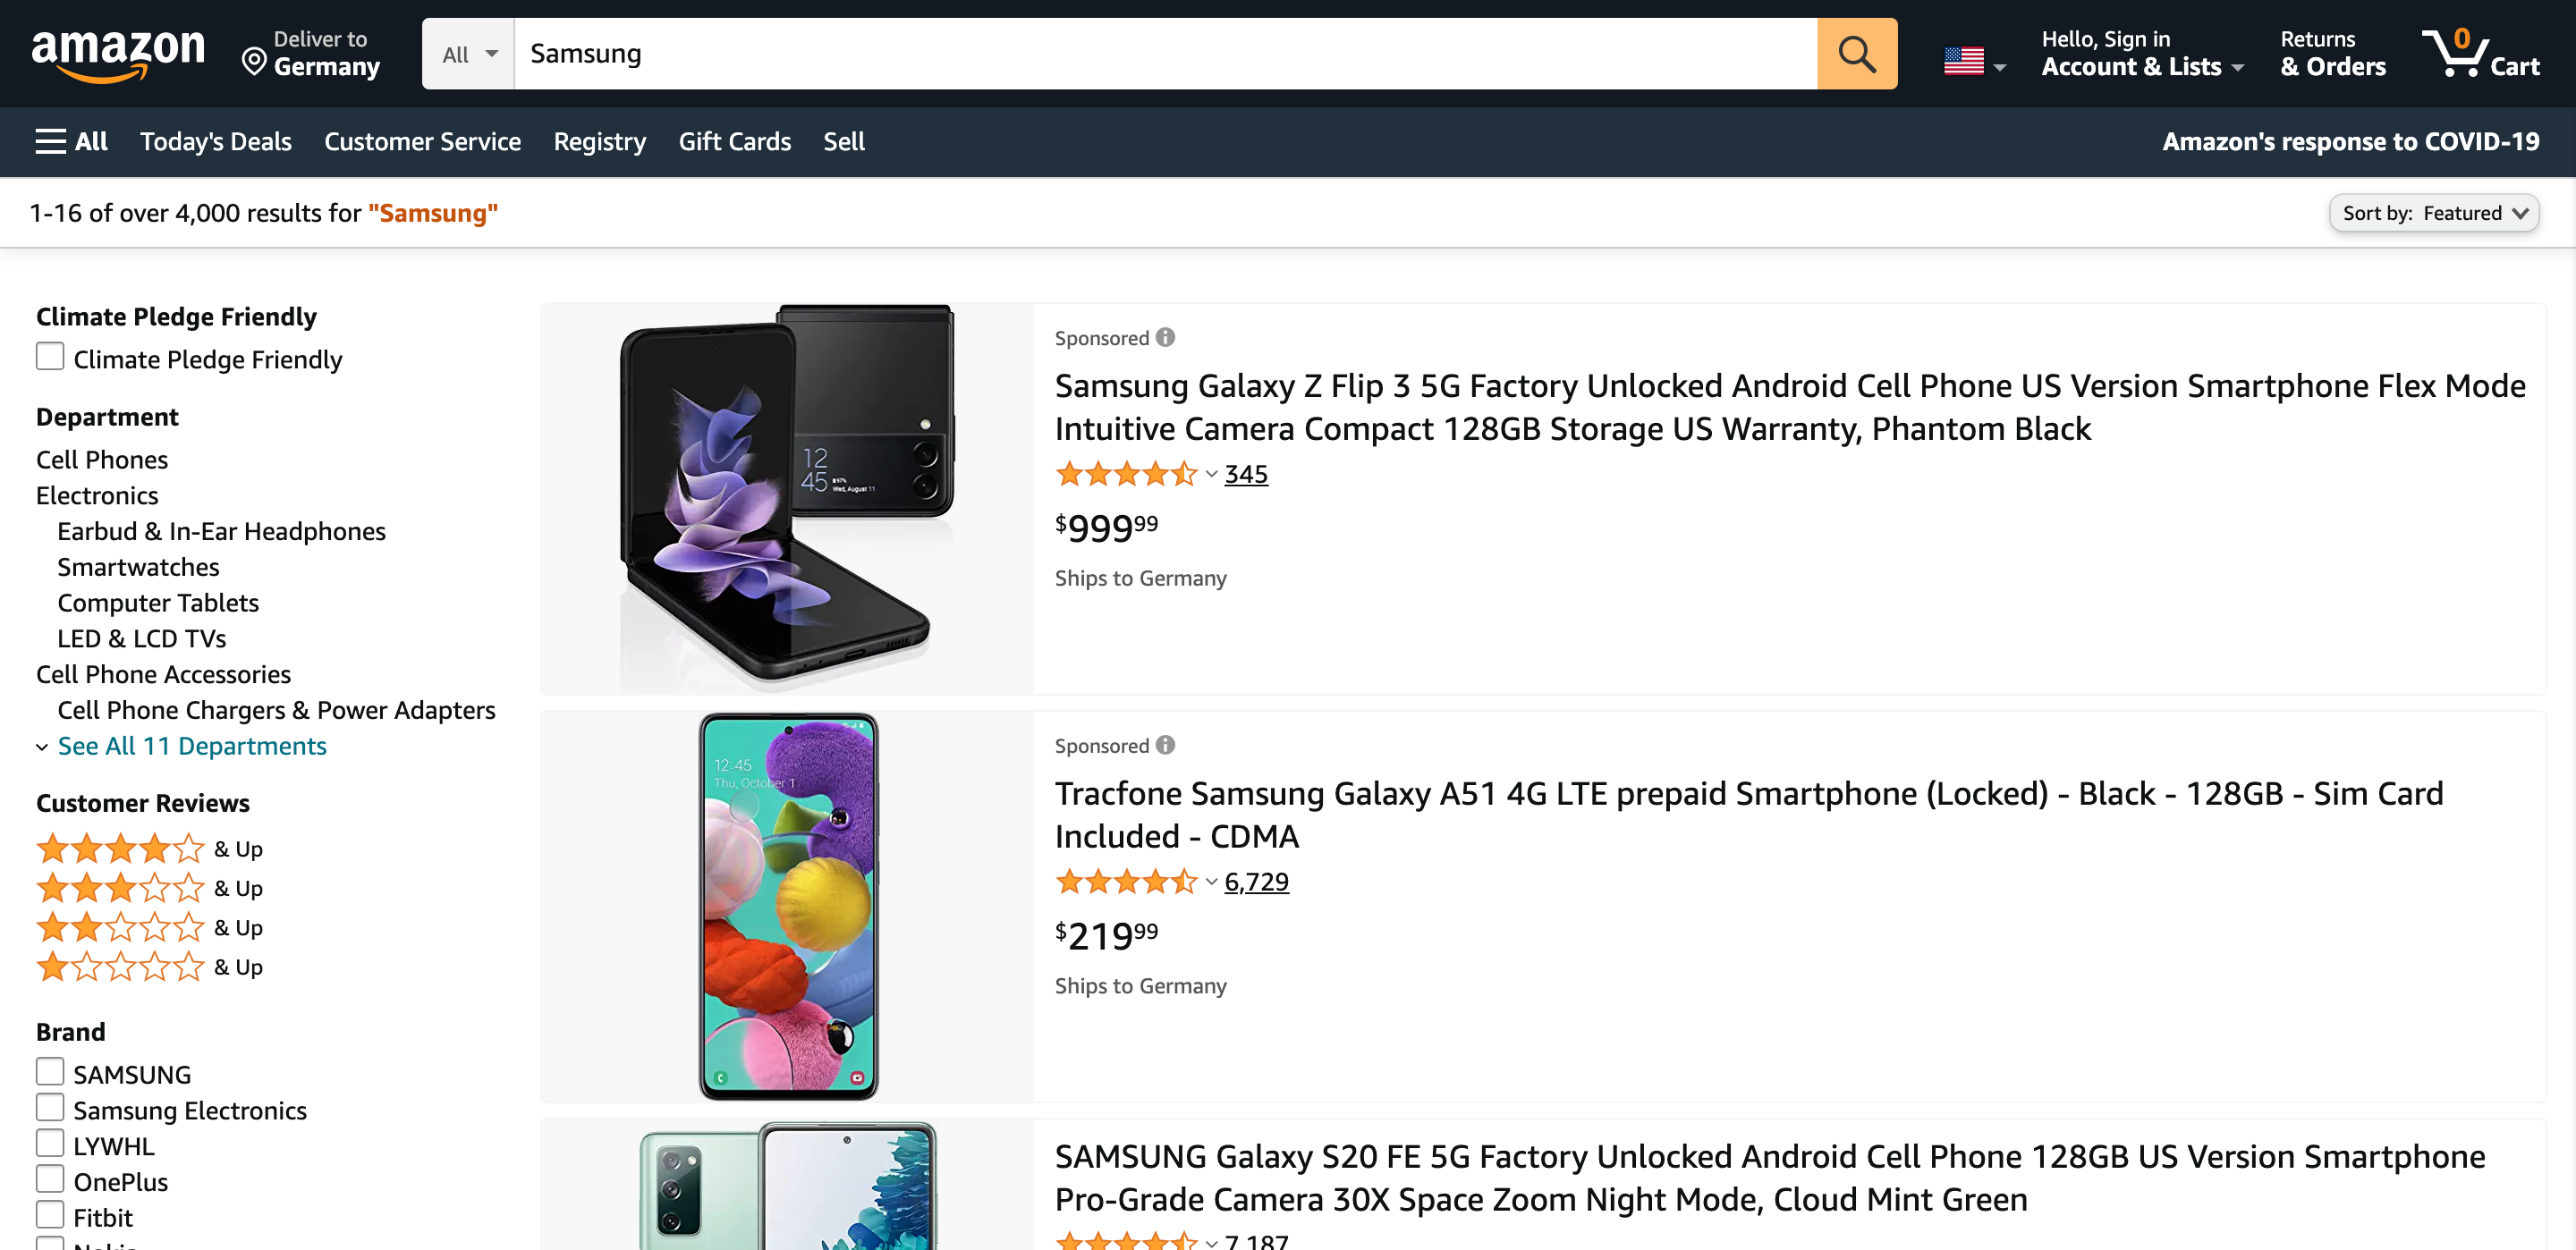 amazon
Deliver to
Germany
All
Samsung
Hello, Sign in
Account & Lists
Returns
& Orders
0
Cart
All
Today's Deals
Customer Service
Registry
Gift Cards
Sell
Amazon's response to COVID-19
1-16 of over 4,000 results for "Samsung"
Sort by: Featured
Climate Pledge Friendly
Climate Pledge Friendly
Department
Cell Phones
Electronics
Earbud & In-Ear Headphones
Smartwatches
Computer Tablets
LED & LCD TVs
Cell Phone Accessories
Cell Phone Chargers & Power Adapters
See All 11 Departments
Customer Reviews
& Up
& Up
& Up
& Up
Brand
SAMSUNG
Samsung Electronics
LYWHL
OnePlus
Fitbit
12
45
Wed, August 11
Sponsored
Samsung Galaxy Z Flip 3 5G Factory Unlocked Android Cell Phone US Version Smartphone Flex Mode
Intuitive Camera Compact 128GB Storage US Warranty, Phantom Black
345
$99999
Ships to Germany
12:45
Thu, October 1
Sponsored
Tracfone Samsung Galaxy A51 4G LTE prepaid Smartphone (Locked) - Black - 128GB - Sim Card
Included - CDMA
6,729
$21999
Ships to Germany
SAMSUNG Galaxy S20 FE 5G Factory Unlocked Android Cell Phone 128GB US Version Smartphone
Pro-Grade Camera 30X Space Zoom Night Mode, Cloud Mint Green
7,187